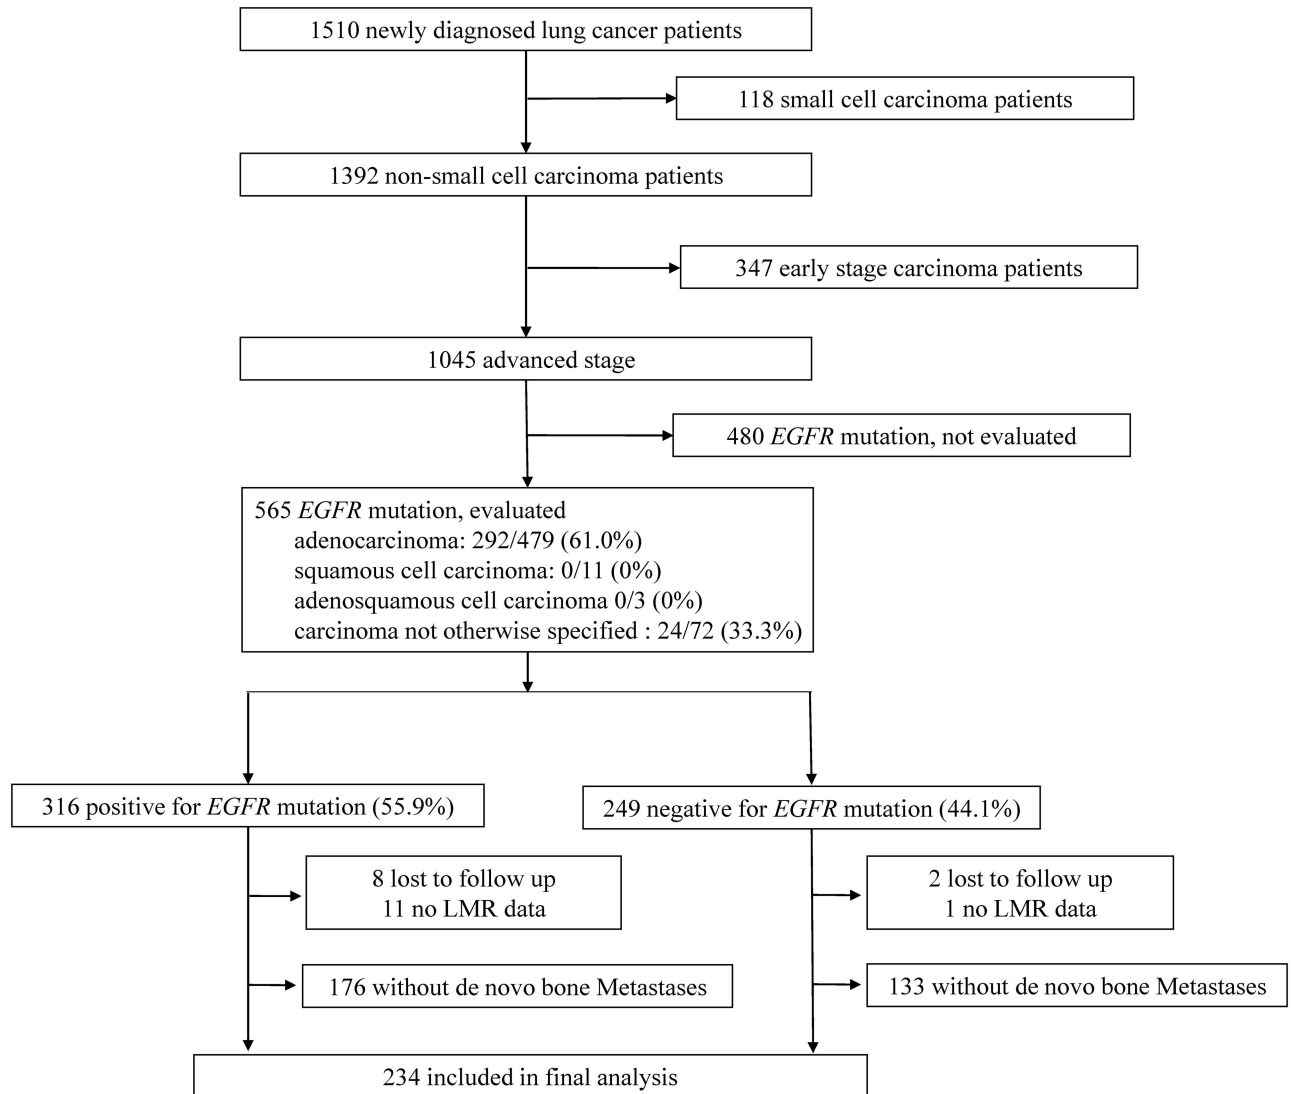 1510 newly diagnosed lung cancer patients
118 small cell carcinoma patients
1392 non-small cell carcinoma patients
347 early stage carcinoma patients
1045 advanced stage
480 EGFR mutation, not evaluated
565 EGFR mutation, evaluated
adenocarcinoma: 292/479 (61.0%)
squamous cell carcinoma: 0/11 (0%)
adenosquamous cell carcinoma 0/3 (0%)
carcinoma not otherwise specified : 24/72 (33.3%)
316 positive for EGFR mutation (55.9%)
249 negative for EGFR mutation (44.1%)
8 lost to follow up
11 no LMR data
2 lost to follow up
1 no LMR data
176 without de novo bone Metastases
133 without de novo bone Metastases
234 included in final analysis